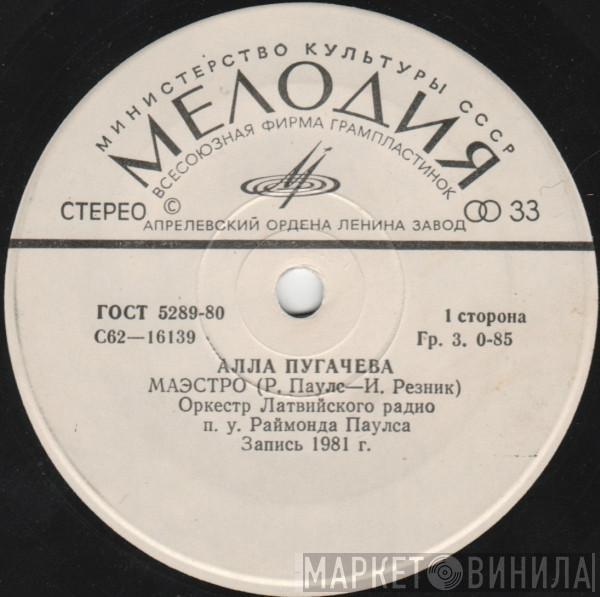 МИНИСТЕРСТВО КУЛЬТУРЫ СССР
МЕЛОДИЯ
ВСЕСОЮЗНАЯ ФИРМА ГРАМПЛАСТИНОК
СТЕРЕО ©
33
АПРЕЛЕВСКИЙ ОРДЕНА ЛЕНИНА ЗАВОД
ГОСТ 5289-80
1 сторона
С62—16139
Гр. 3. 0-85
АЛЛА ПУГАЧЕВА
МАЭСТРО (Р. Паулс—И. Резник)
Оркестр Латвийского радио
п. у. Раймонда Паулса
Запись 1981 г.
МАРКЕТ ВИНИЛА